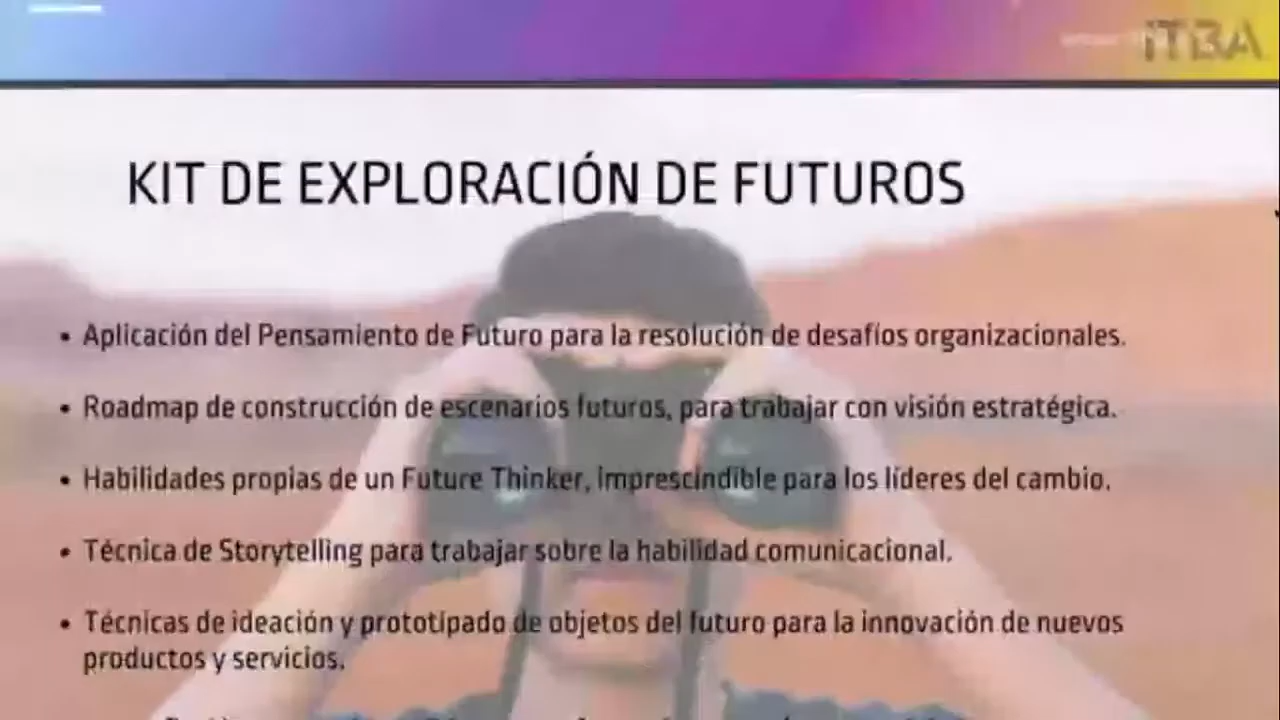 ITBA
KIT DE EXPLORACIÓN DE FUTUROS
• Aplicación del Pensamiento de Futuro para la resolución de desafíos organizacionales.
• Roadmap de construcción de escenarios futuros, para trabajar con visión estratégica.
• Habilidades propias de un Future Thinker, imprescindible para los líderes del cambio.
• Técnica de Storytelling para trabajar sobre la habilidad comunicacional.
• Técnicas de ideación y prototipado de objetos del futuro para la innovación de nuevos
productos y servicios.